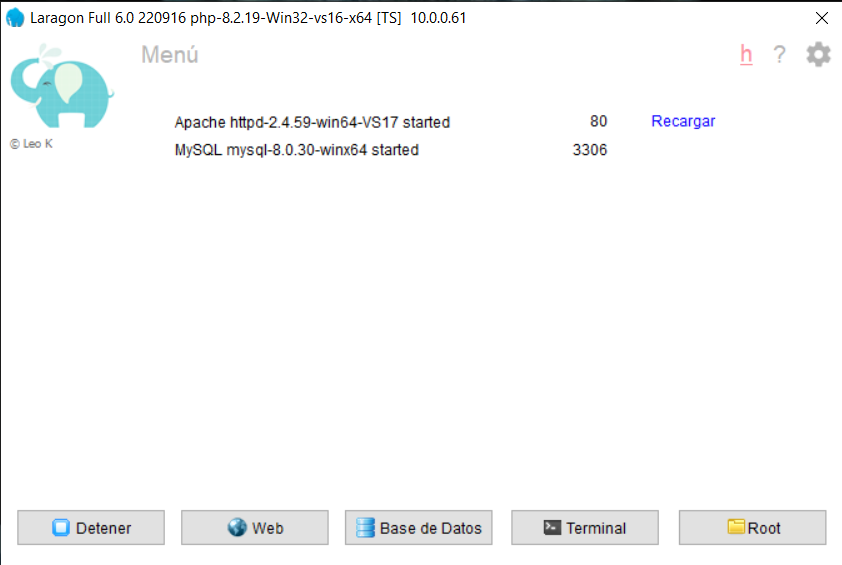 Laragon Full 6.0 220916 php-8.2.19-Win32-vs16-x64 [TS] 10.0.0.61
Menú
h ?
© Leo K
Apache httpd-2.4.59-win64-VS17 started 80 Recargar
MySQL mysql-8.0.30-winx64 started 3306
Detener Web Base de Datos Terminal Root